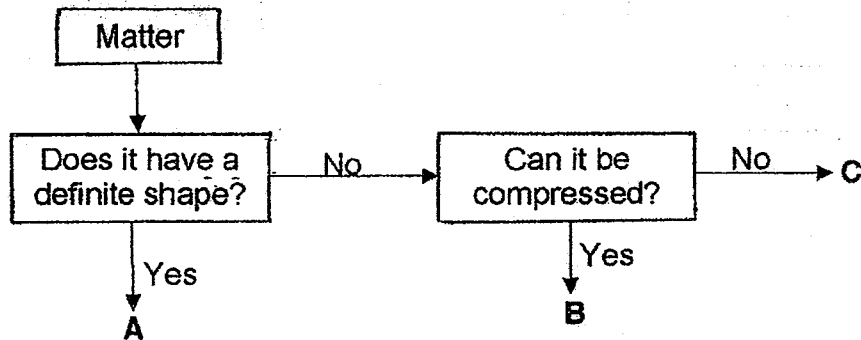 Matter
Does it have a
definite shape?
No
Can it be
compressed?
No
C
Yes
A
Yes
B